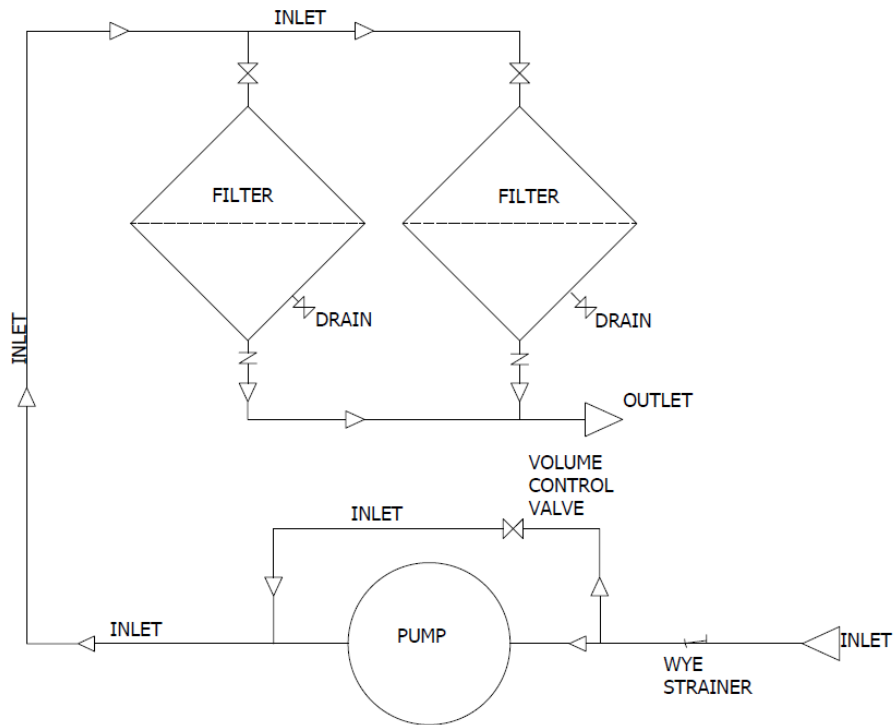 INLET
FILTER
FILTER
DRAIN
DRAIN
INLET
OUTLET
VOLUME
CONTROL
VALVE
INLET
INLET
PUMP
INLET
WYE
STRAINER